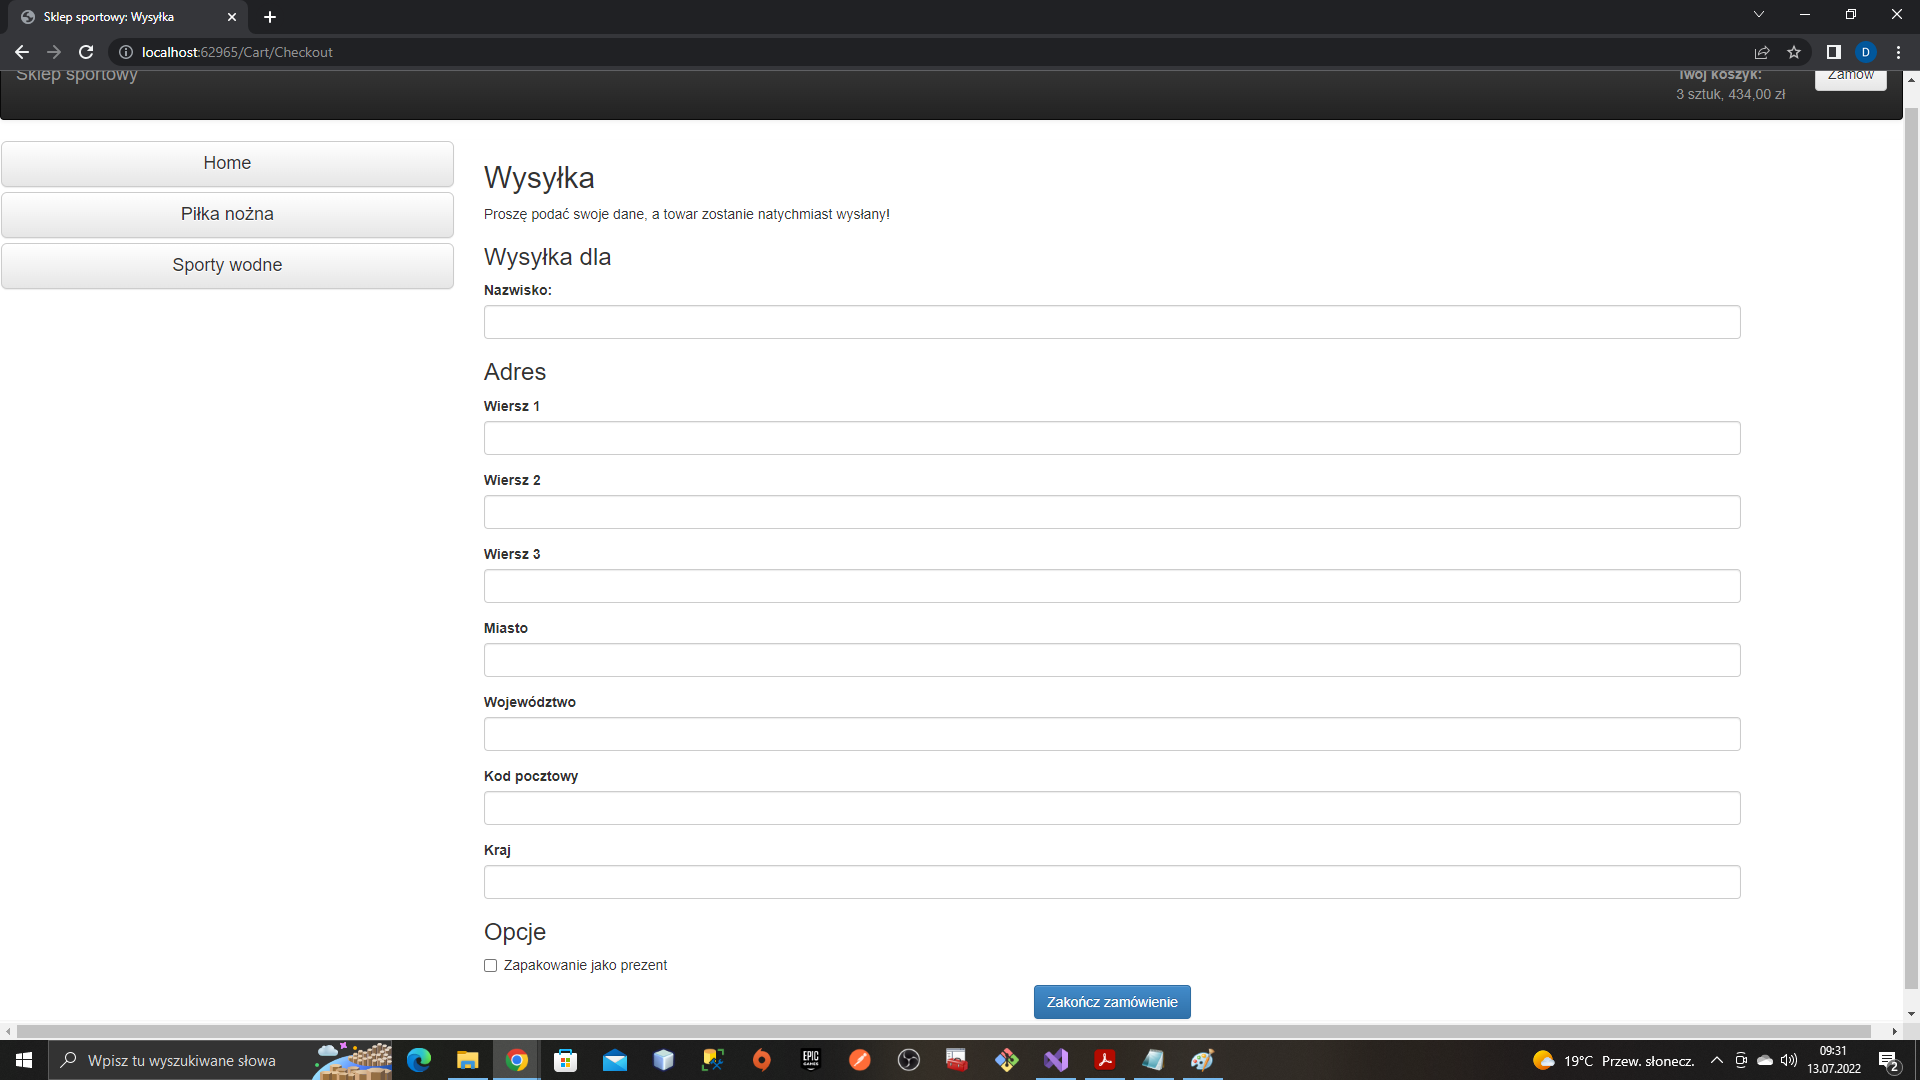 Sklep sportowy: Wysyłka
localhost:62965/Cart/Checkout
D
Sklep sportowy
Twój koszyk:
3 sztuk, 434,00 zł
Zamów
Home
Piłka nożna
Sporty wodne
Wysyłka
Proszę podać swoje dane, a towar zostanie natychmiast wysłany!
Wysyłka dla
Nazwisko:
Adres
Wiersz 1
Wiersz 2
Wiersz 3
Miasto
Województwo
Kod pocztowy
Kraj
Opcje
Zapakowanie jako prezent
Zakończ zamówienie
Wpisz tu wyszukiwane słowa
EPIC
GAMES
19°C Przew. słonecz.
09:31
13.07.2022
2